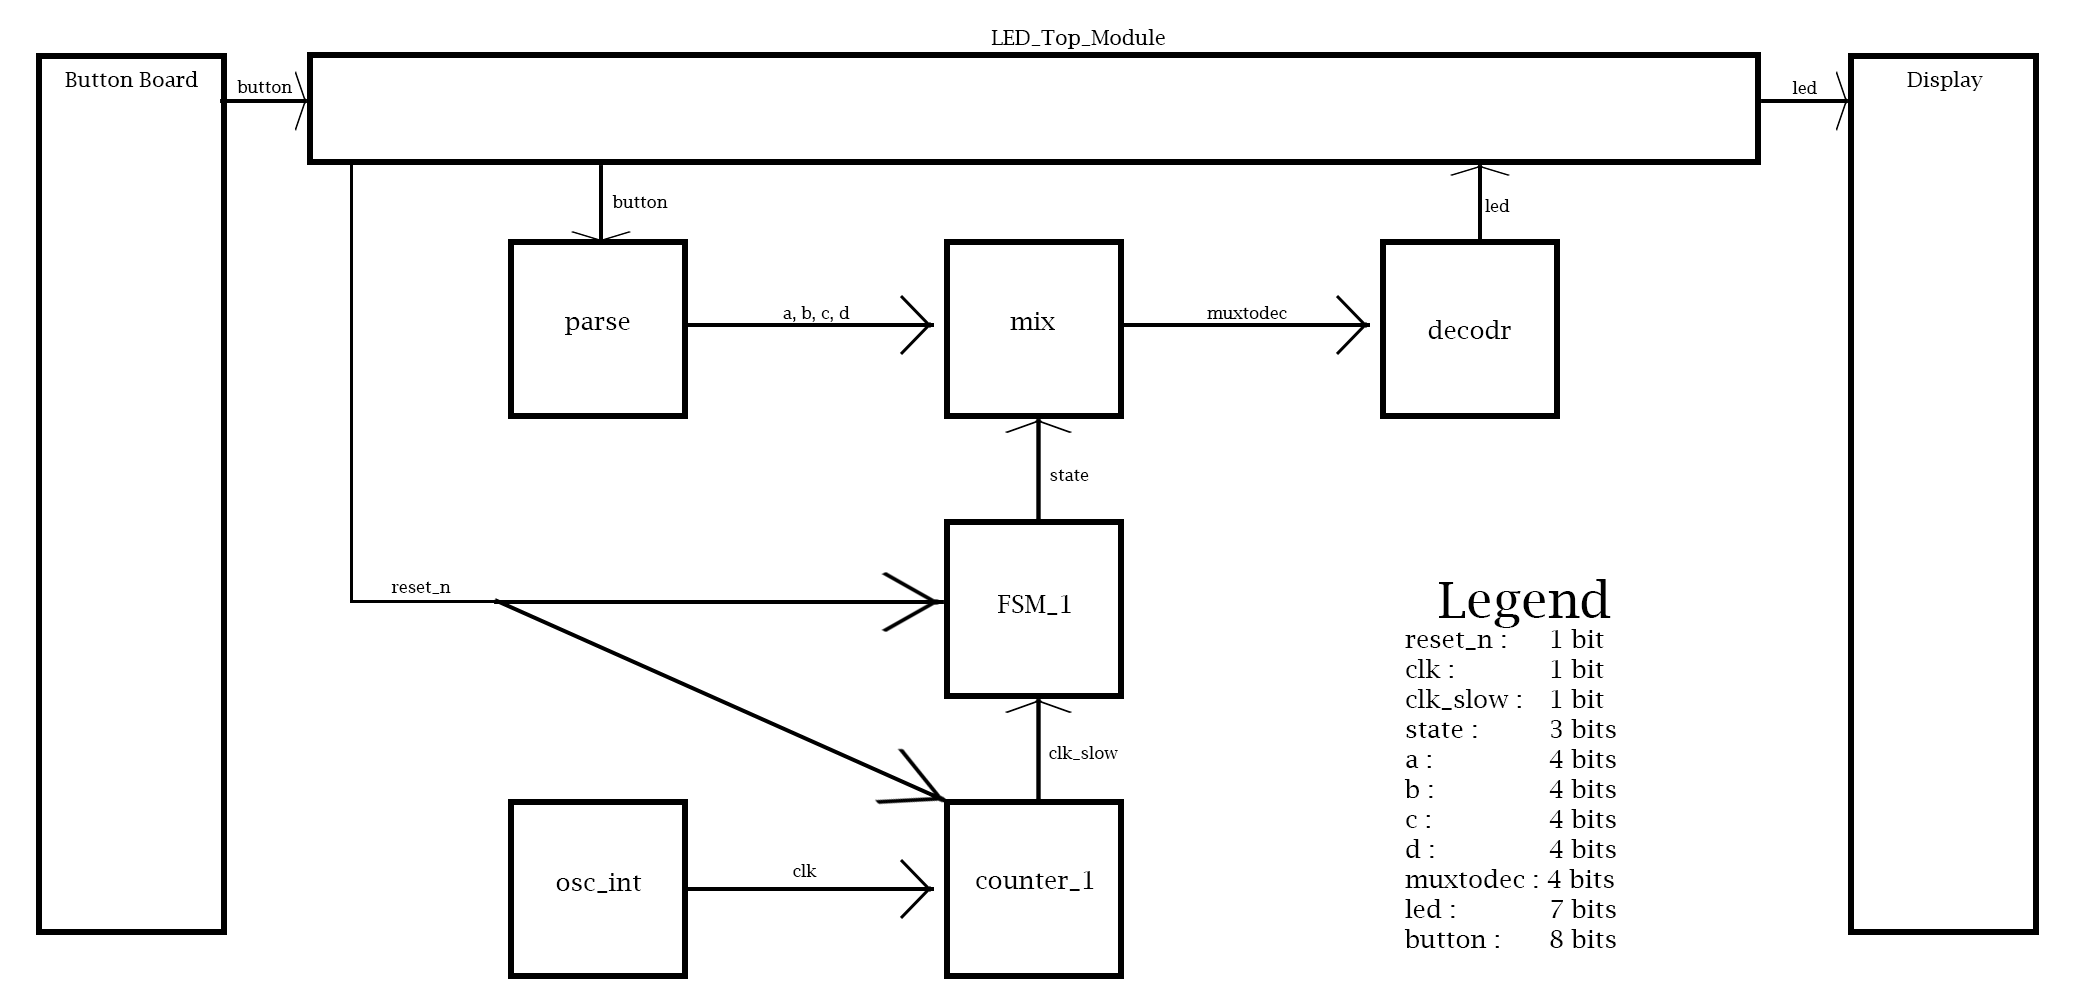 LED_Top_Module
Button Board
button
led
Display
button
led
parse
a, b, c, d
mix
muxtodec
decodr
state
reset_n
FSM_1
clk_slow
osc_int
clk
counter_1
Legend
reset_n : 1 bit
clk : 1 bit
clk_slow : 1 bit
state : 3 bits
a : 4 bits
b : 4 bits
c : 4 bits
d : 4 bits
muxtodec : 4 bits
led : 7 bits
button : 8 bits